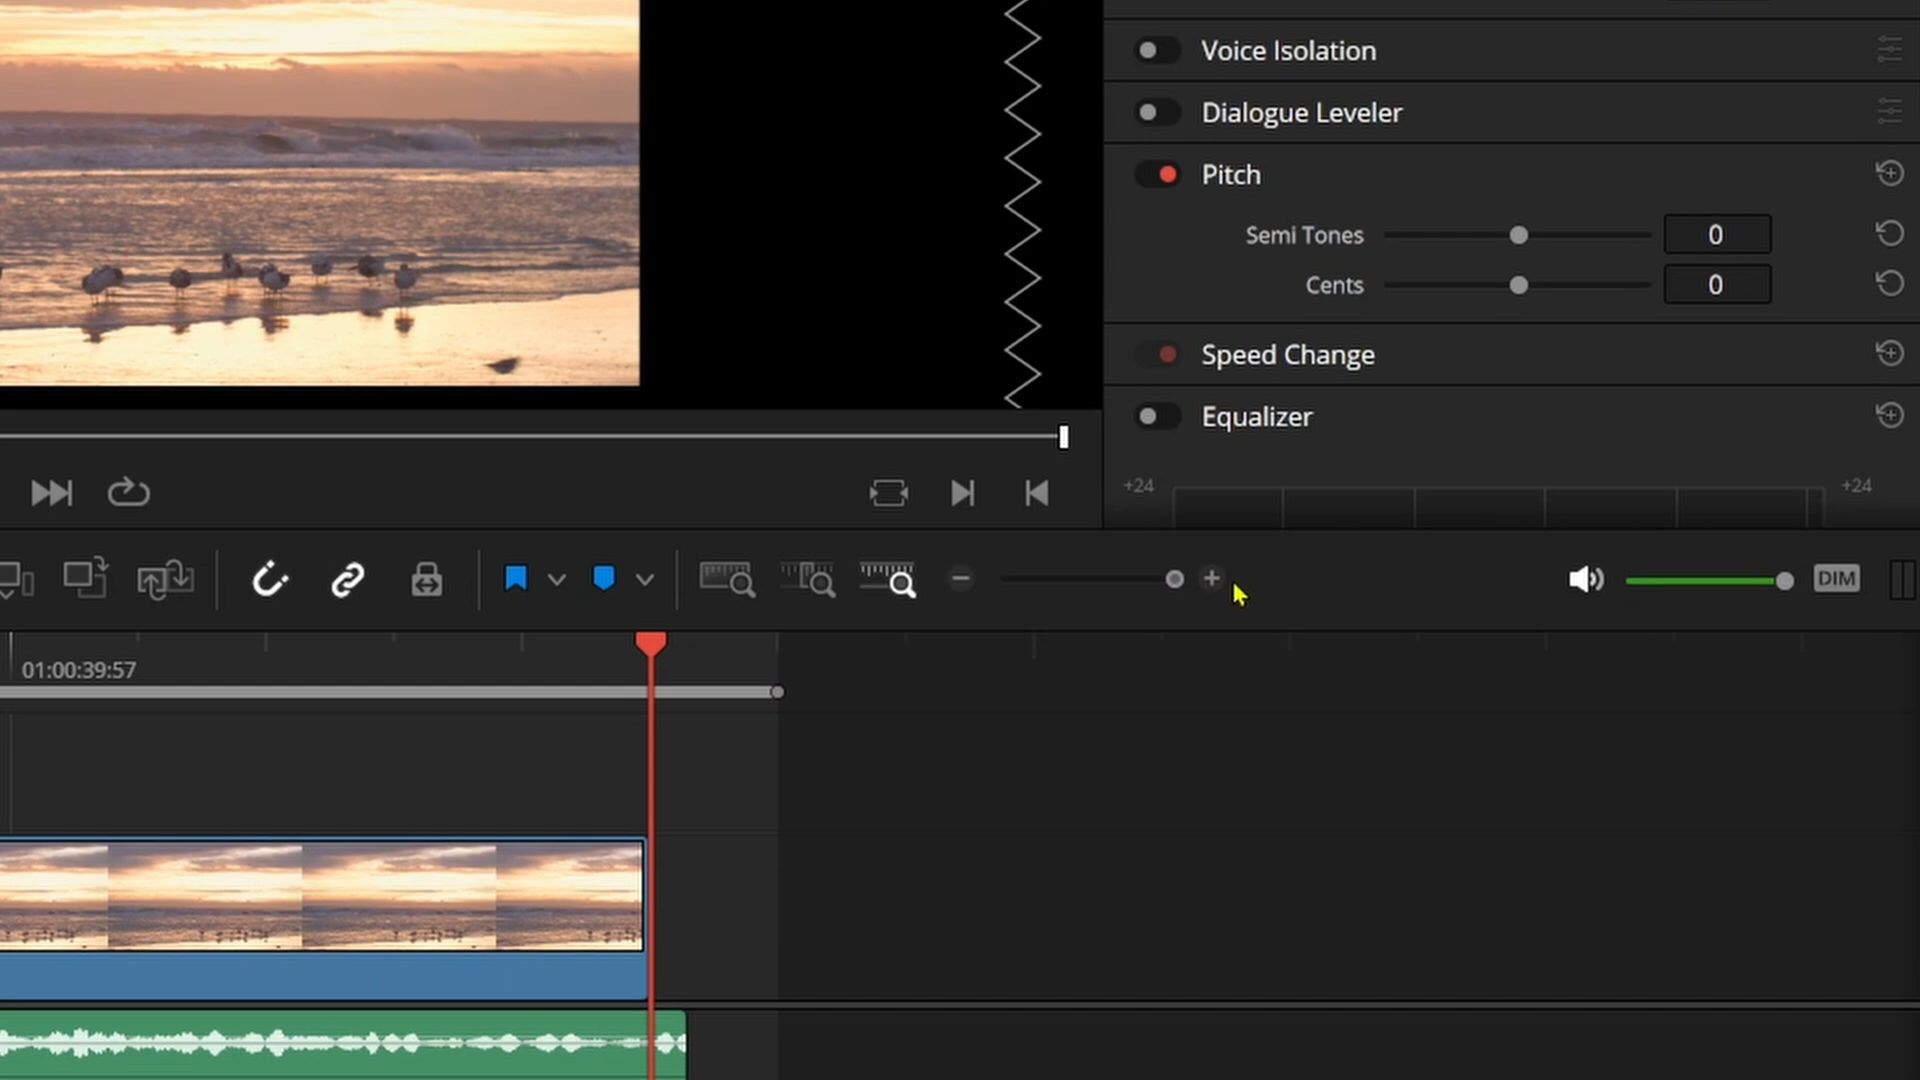 Voice Isolation
Dialogue Leveler
Pitch
Semi Tones 0
Cents 0
Speed Change
Equalizer
+24 +24
DIM
01:00:39:57